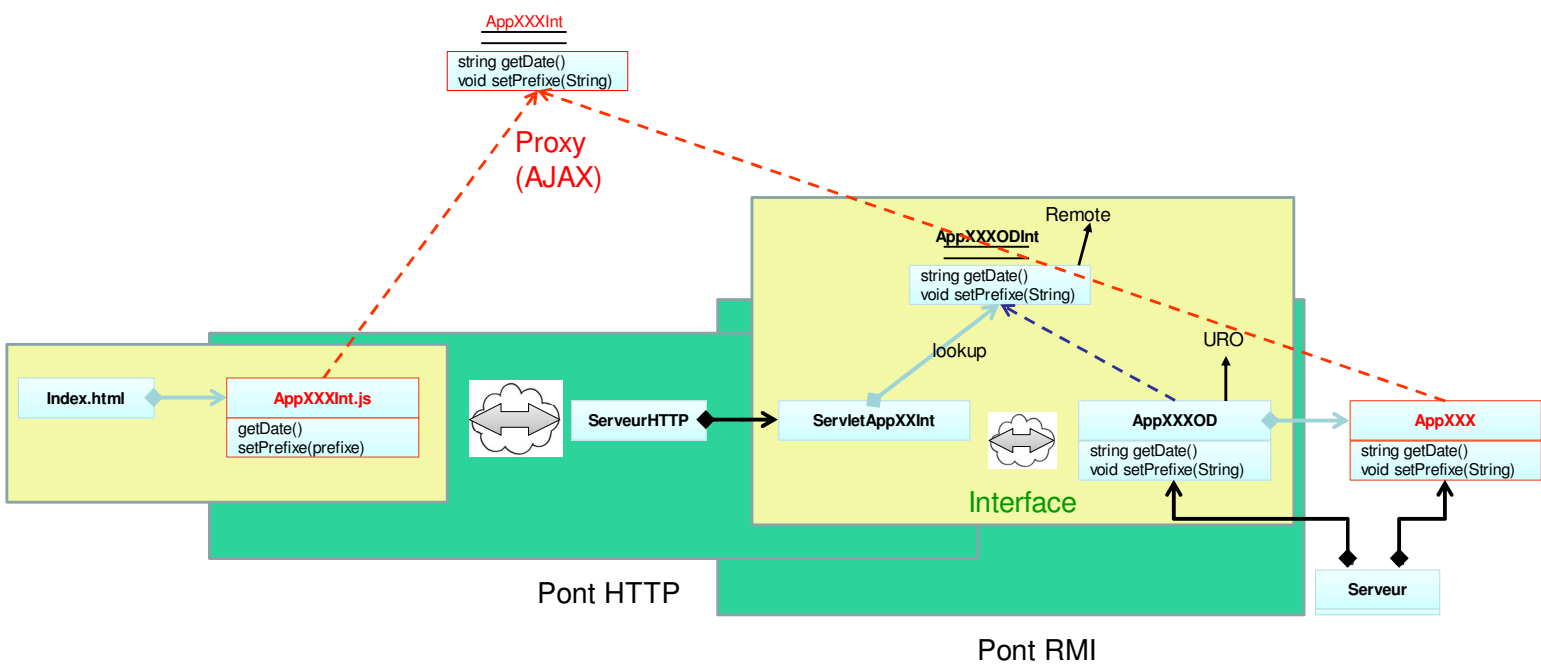 AppXXXInt
string getDate()
void setPrefixe(String)
Proxy
(AJAX)
Remote
AppXXXODInt
string getDate()
void setPrefixe(String)
lookup
URO
Index.html
AppXXXInt.js
getDate()
setPrefixe(prefixe)
ServeurHTTP
ServletAppXXInt
AppXXXOD
string getDate()
void setPrefixe(String)
AppXXX
string getDate()
void setPrefixe(String)
Interface
Serveur
Pont HTTP
Pont RMI